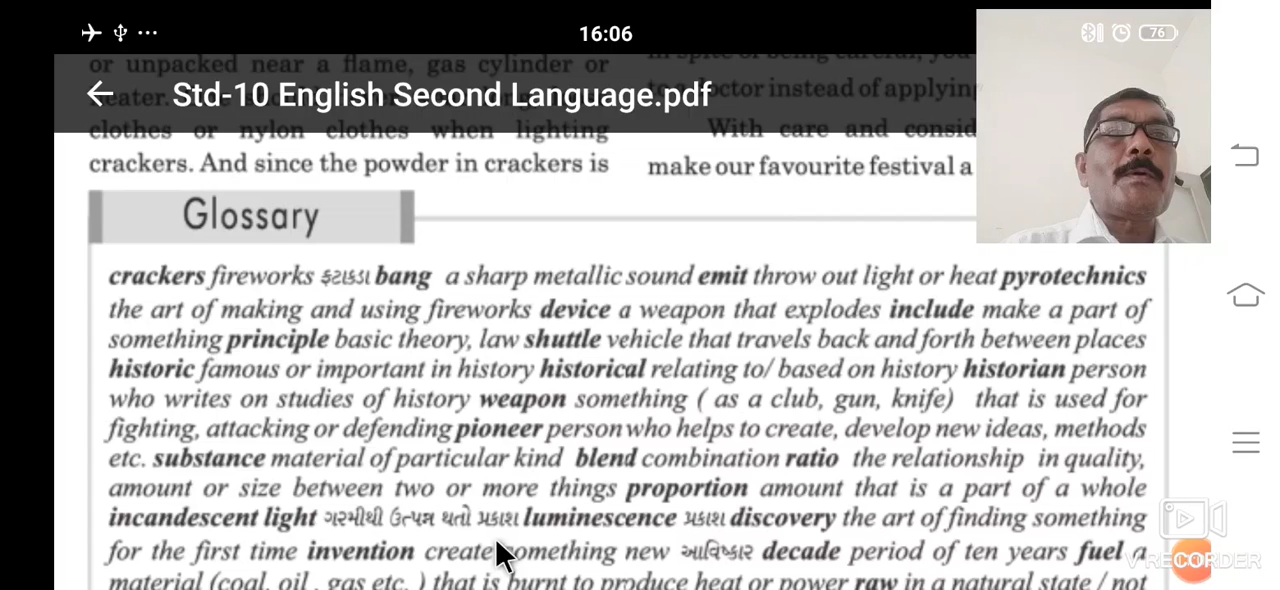 16:06
76
or unpacked near a flame, gas cylinder or
Std-10 English Second Language.pdf
doctor instead of applying
clothes or nylon clothes when lighting
crackers. And since the powder in crackers is
With care and consid
make our favourite festival a
Glossary
crackers fireworks ફટાકડા bang a sharp metallic sound emit throw out light or heat pyrotechnics
the art of making and using fireworks device a weapon that explodes include make a part of
something principle basic theory, law shuttle vehicle that travels back and forth between places
historic famous or important in history historical relating to/ based on history historian person
who writes on studies of history weapon something ( as a club, gun, knife) that is used for
fighting, attacking or defending pioneer person who helps to create, develop new ideas, methods
etc. substance material of particular kind blend combination ratio the relationship in quality,
amount or size between two or more things proportion amount that is a part of a whole
incandescent light ગરમીથી ઉત્પન્ન થતો પ્રકાશ luminescence પ્રકાશ discovery the art of finding something
for the first time invention create something new આવિષ્કાર decade period of ten years fuel a
material (coal, oil , gas etc. ) that is burnt to produce heat or power raw in a natural state / not
V RECORDER